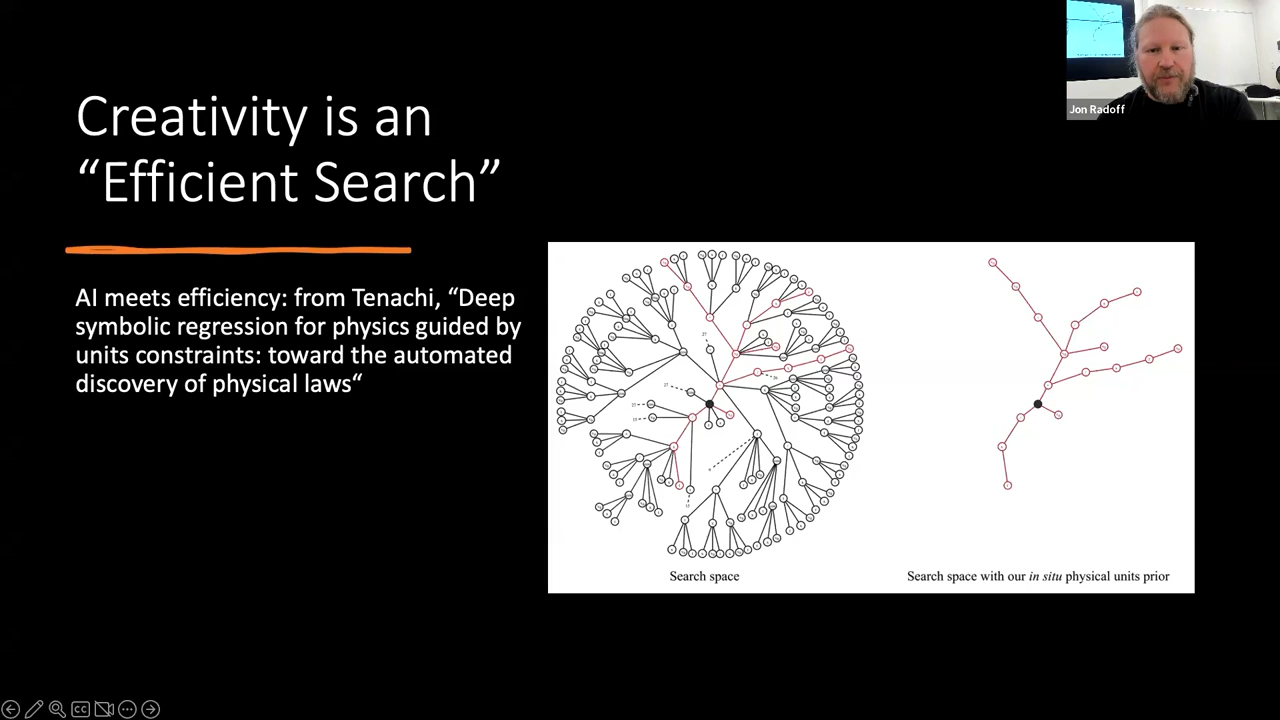 Jon Radoff
Creativity is an
“Efficient Search”
AI meets efficiency: from Tenachi, “Deep
symbolic regression for physics guided by
units constraints: toward the automated
discovery of physical laws“
Search space
Search space with our in situ physical units prior
CC